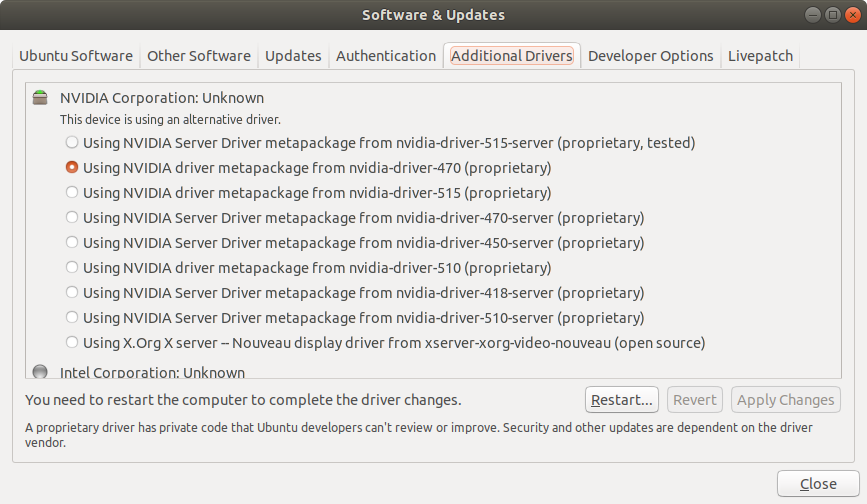 Software & Updates
Ubuntu Software Other Software Updates Authentication Additional Drivers Developer Options Livepatch
NVIDIA Corporation: Unknown
This device is using an alternative driver.
Using NVIDIA Server Driver metapackage from nvidia-driver-515-server (proprietary, tested)
Using NVIDIA driver metapackage from nvidia-driver-470 (proprietary)
Using NVIDIA driver metapackage from nvidia-driver-515 (proprietary)
Using NVIDIA Server Driver metapackage from nvidia-driver-470-server (proprietary)
Using NVIDIA Server Driver metapackage from nvidia-driver-450-server (proprietary)
Using NVIDIA driver metapackage from nvidia-driver-510 (proprietary)
Using NVIDIA Server Driver metapackage from nvidia-driver-418-server (proprietary)
Using NVIDIA Server Driver metapackage from nvidia-driver-510-server (proprietary)
Using X.Org X server -- Nouveau display driver from xserver-xorg-video-nouveau (open source)
Intel Corporation: Unknown
You need to restart the computer to complete the driver changes. Restart... Revert Apply Changes
A proprietary driver has private code that Ubuntu developers can't review or improve. Security and other updates are dependent on the driver
vendor.
Close